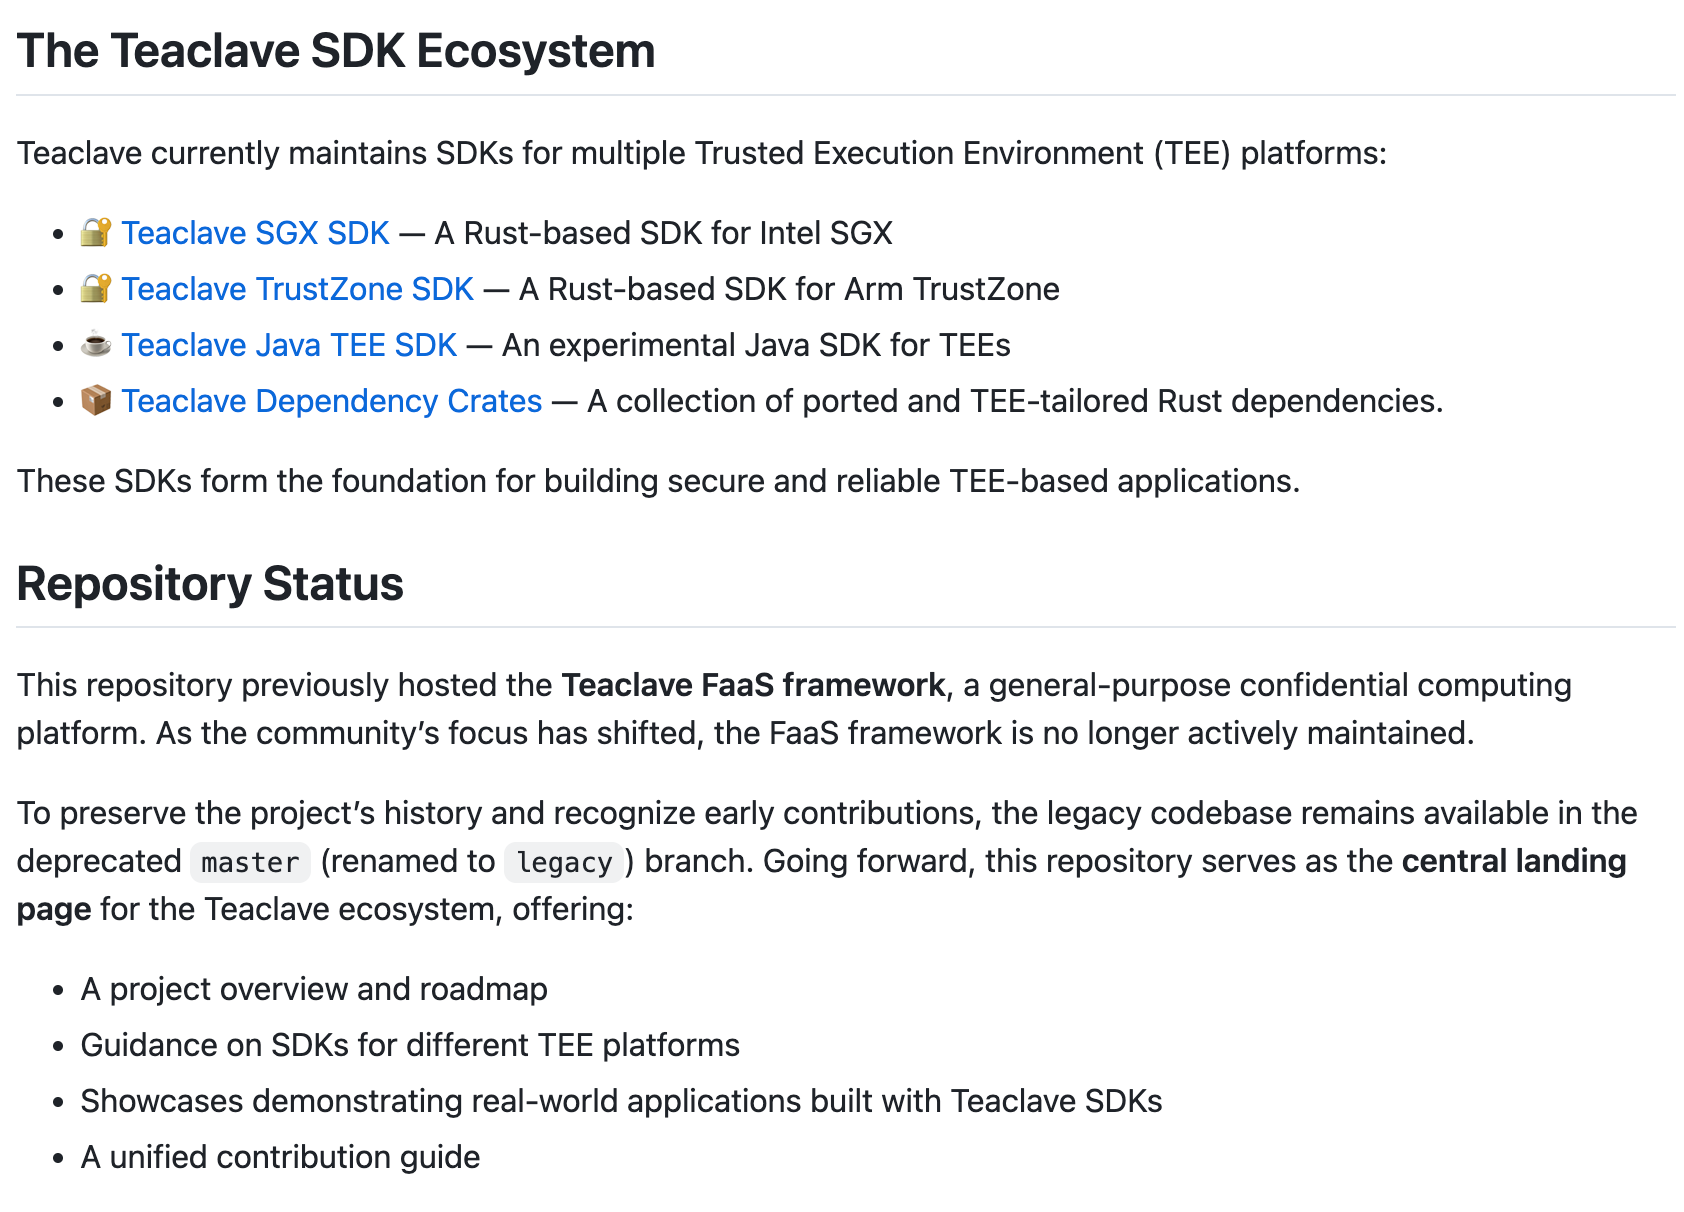 The Teaclave SDK Ecosystem
Teaclave currently maintains SDKs for multiple Trusted Execution Environment (TEE) platforms:
• 🔐 Teaclave SGX SDK — A Rust-based SDK for Intel SGX
• 🔐 Teaclave TrustZone SDK — A Rust-based SDK for Arm TrustZone
• ☕ Teaclave Java TEE SDK — An experimental Java SDK for TEEs
• 📦 Teaclave Dependency Crates — A collection of ported and TEE-tailored Rust dependencies.
These SDKs form the foundation for building secure and reliable TEE-based applications.
Repository Status
This repository previously hosted the Teaclave FaaS framework, a general-purpose confidential computing
platform. As the community’s focus has shifted, the FaaS framework is no longer actively maintained.
To preserve the project’s history and recognize early contributions, the legacy codebase remains available in the
deprecated master (renamed to legacy) branch. Going forward, this repository serves as the central landing
page for the Teaclave ecosystem, offering:
• A project overview and roadmap
• Guidance on SDKs for different TEE platforms
• Showcases demonstrating real-world applications built with Teaclave SDKs
• A unified contribution guide